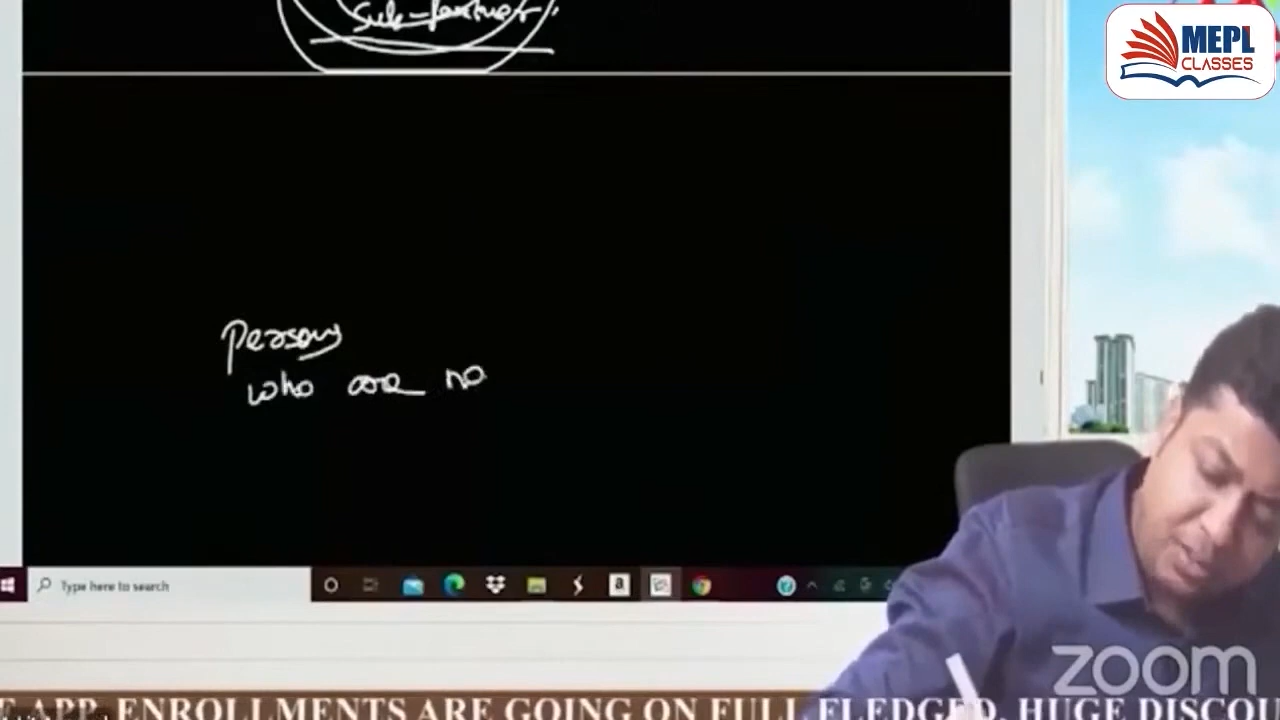 Sub-partner.
MEPL
CLASSES
Persons
who are no
Type here to search
zoom
E APP. ENROLLMENTS ARE GOING ON FULL FLEDGED. HUGE DISCOU